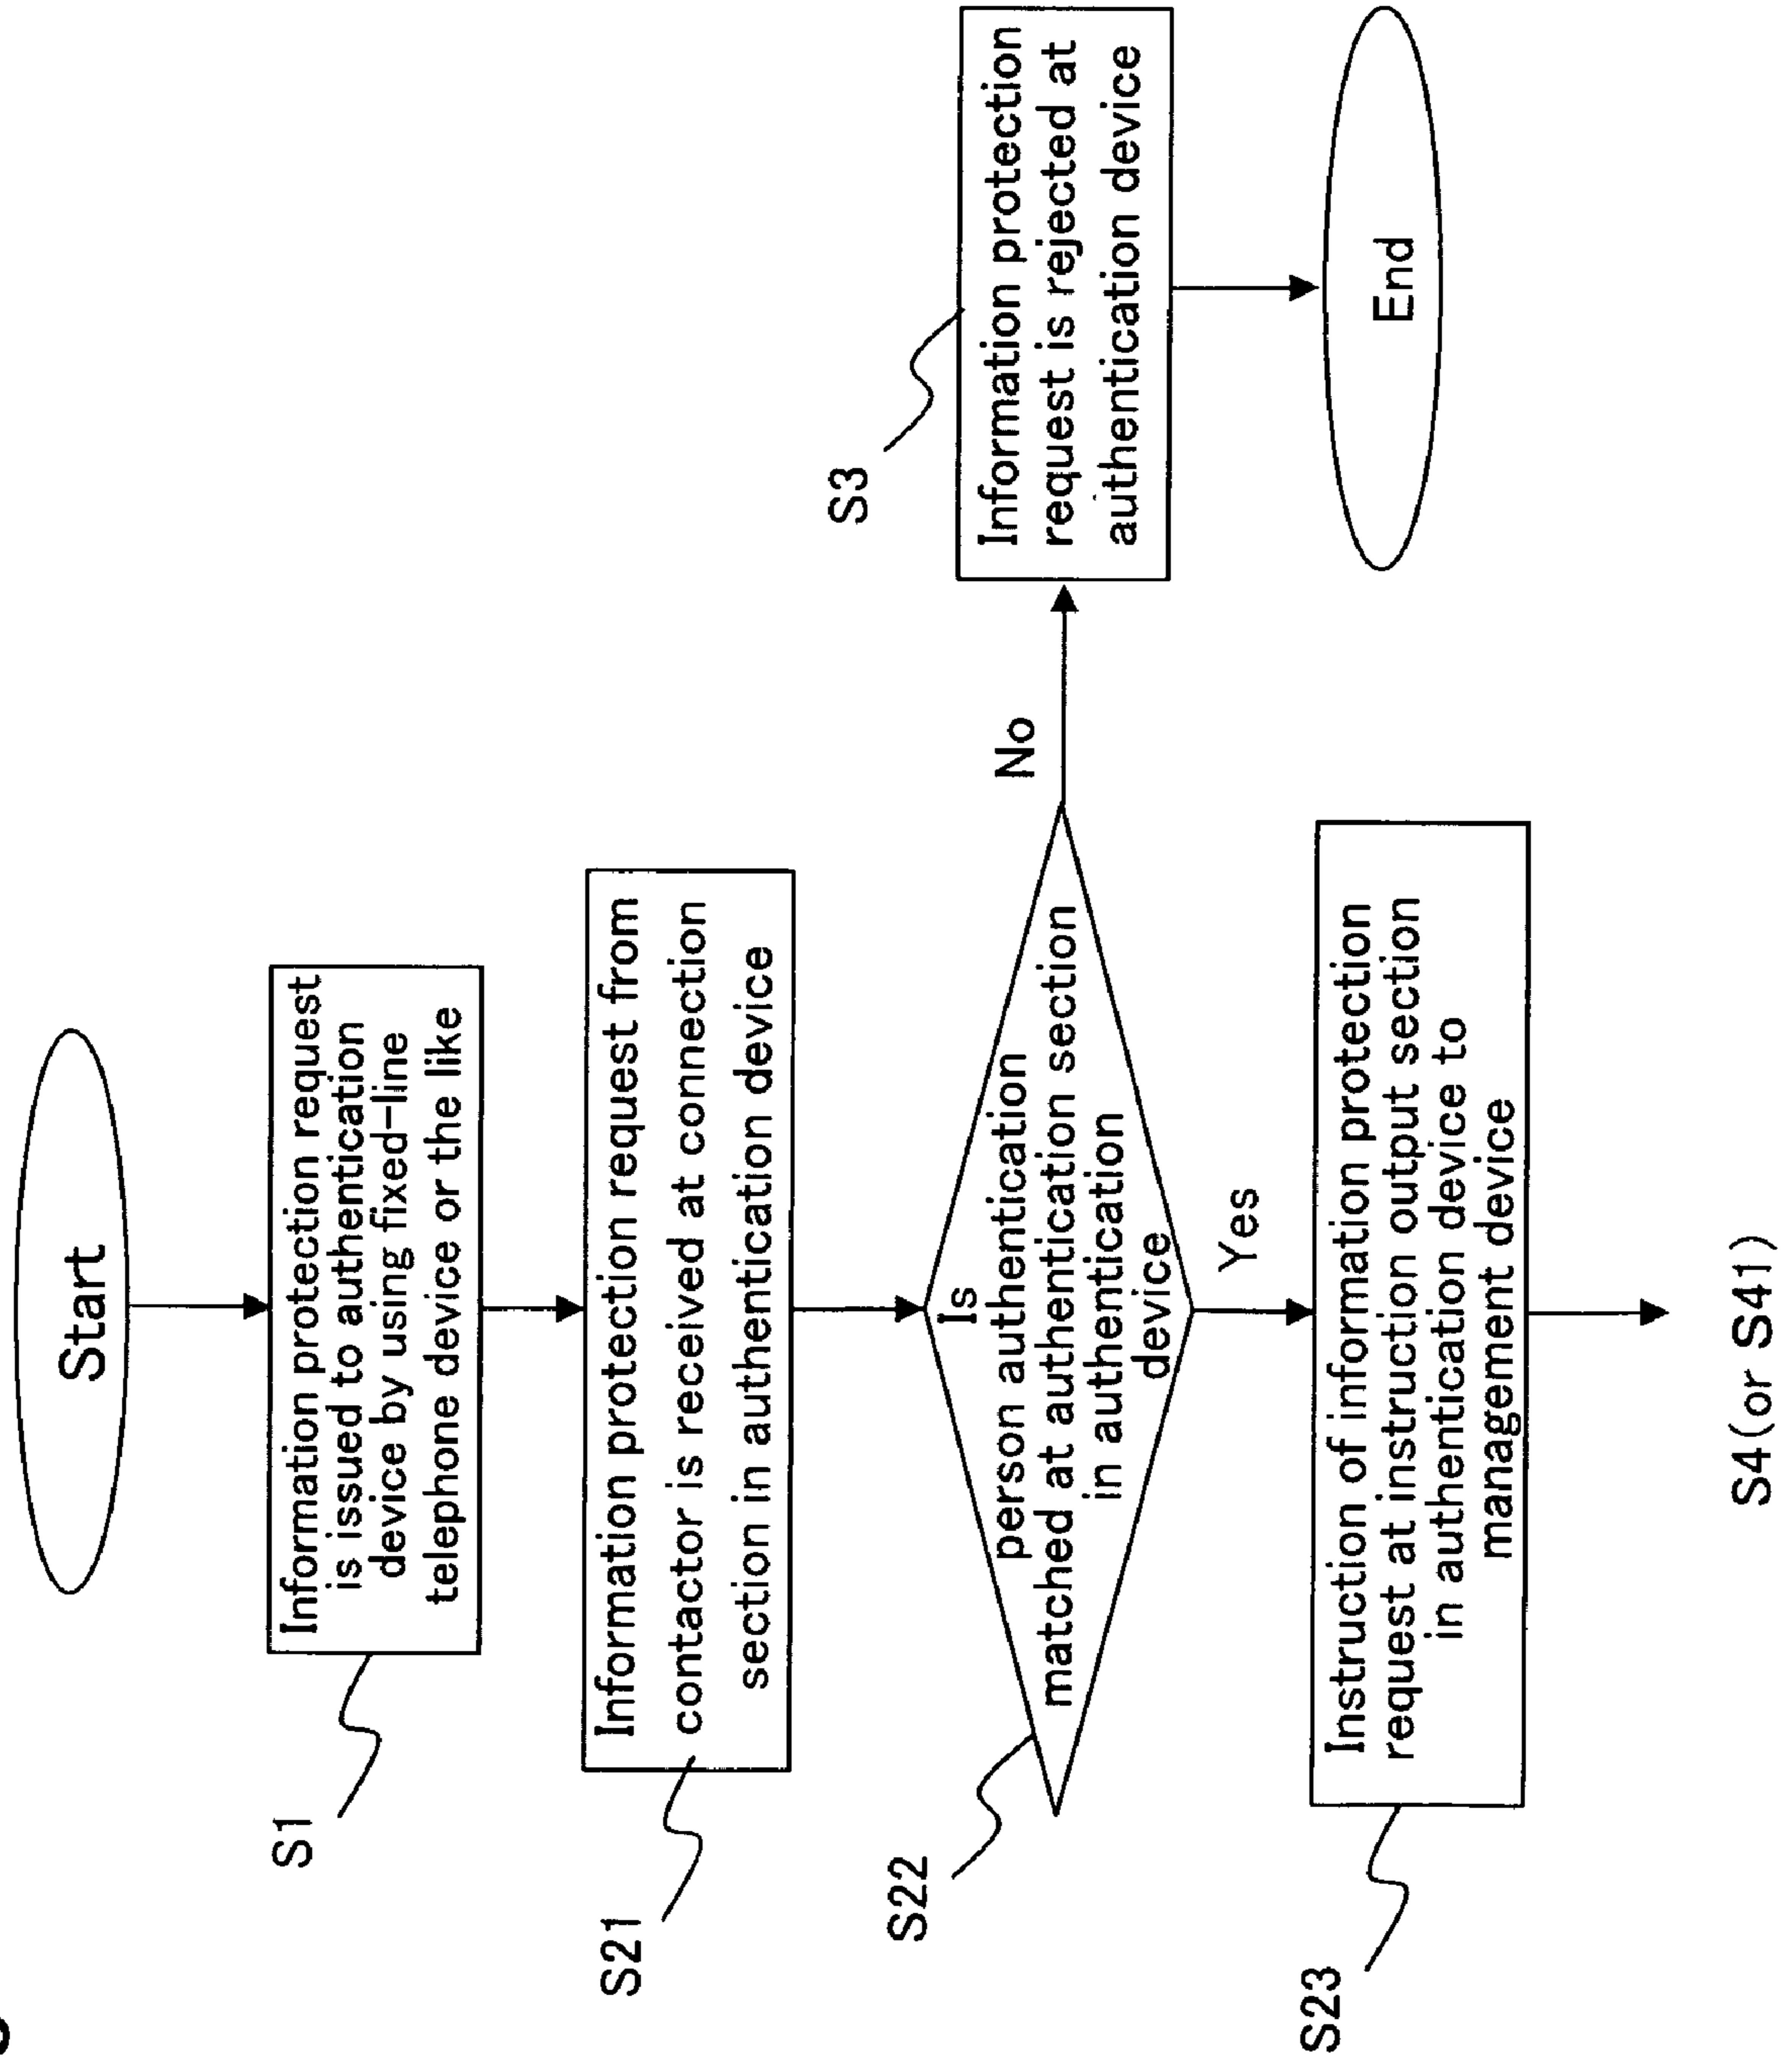 Start
S1
Information protection request
is issued to authentication
device by using fixed-line
telephone device or the like
S21
Information protection request from
contactor is received at connection
section in authentication device
S22
Is
person authentication
matched at authentication section
in authentication
device
No
S3
Information protection
request is rejected at
authentication device
End
Yes
S23
Instruction of information protection
request at instruction output section
in authentication device to
management device
S4(or S41)